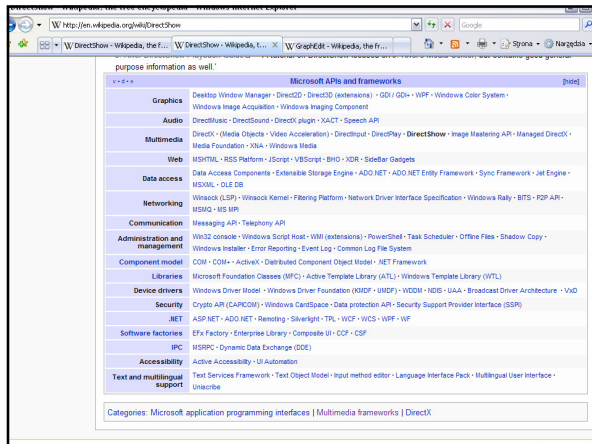 DirectShow - Wikipedia, the free encyclopedia - Windows Internet Explorer
W http://en.wikipedia.org/wiki/DirectShow Google
W DirectShow - Wikipedia, the f... W DirectShow - Wikipedia, t... X W GraphEdit - Wikipedia, the fr... Strona Narzędzia
purpose information as well.'
v • d • e Microsoft APIs and frameworks [hide]
Graphics Desktop Window Manager · Direct2D · Direct3D (extensions) · GDI / GDI+ · WPF · Windows Color System ·
Windows Image Acquisition · Windows Imaging Component
Audio DirectMusic · DirectSound · DirectX plugin · XACT · Speech API
Multimedia DirectX · (Media Objects · Video Acceleration) · DirectInput · DirectPlay · DirectShow · Image Mastering API · Managed DirectX ·
Media Foundation · XNA · Windows Media
Web MSHTML · RSS Platform · JScript · VBScript · BHO · XDR · SideBar Gadgets
Data access Data Access Components · Extensible Storage Engine · ADO.NET · ADO.NET Entity Framework · Sync Framework · Jet Engine ·
MSXML · OLE DB
Networking Winsock (LSP) · Winsock Kernel · Filtering Platform · Network Driver Interface Specification · Windows Rally · BITS · P2P API ·
MSMQ · MS MPI
Communication Messaging API · Telephony API
Administration and management Win32 console · Windows Script Host · WMI (extensions) · PowerShell · Task Scheduler · Offline Files · Shadow Copy ·
Windows Installer · Error Reporting · Event Log · Common Log File System
Component model COM · COM+ · ActiveX · Distributed Component Object Model · .NET Framework
Libraries Microsoft Foundation Classes (MFC) · Active Template Library (ATL) · Windows Template Library (WTL)
Device drivers Windows Driver Model · Windows Driver Foundation (KMDF · UMDF) · WDDM · NDIS · UAA · Broadcast Driver Architecture · VxD
Security Crypto API (CAPICOM) · Windows CardSpace · Data protection API · Security Support Provider Interface (SSPI)
.NET ASP.NET · ADO.NET · Remoting · Silverlight · TPL · WCF · WCS · WPF · WF
Software factories EFx Factory · Enterprise Library · Composite UI · CCF · CSF
IPC MSRPC · Dynamic Data Exchange (DDE)
Accessibility Active Accessibility · UI Automation
Text and multilingual support Text Services Framework · Text Object Model · Input method editor · Language Interface Pack · Multilingual User Interface ·
Uniscribe
Categories: Microsoft application programming interfaces | Multimedia frameworks | DirectX